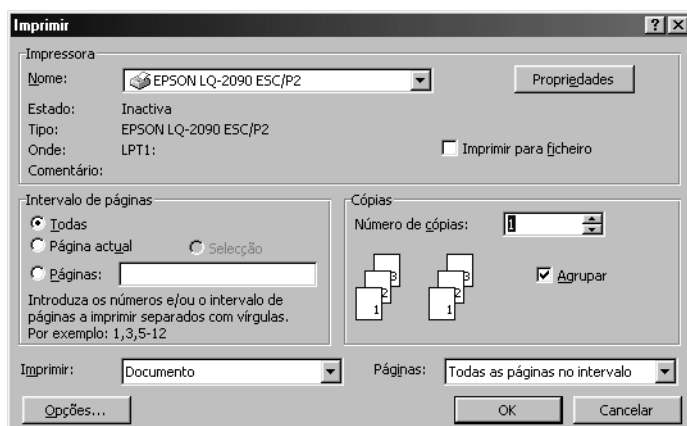 Imprimir
Impressora
Nome: EPSON LQ-2090 ESC/P2 Propriedades
Estado: Inactiva
Tipo: EPSON LQ-2090 ESC/P2
Onde: LPT1: Imprimir para ficheiro
Comentário:
Intervalo de páginas
Todas
Página actual Selecção
Páginas:
Introduza os números e/ou o intervalo de
páginas a imprimir separados com vírgulas.
Por exemplo: 1,3,5-12
Cópias
Número de cópias: 1
3 3
2 2
1 1
Agrupar
Imprimir: Documento Páginas: Todas as páginas no intervalo
Opções... OK Cancelar